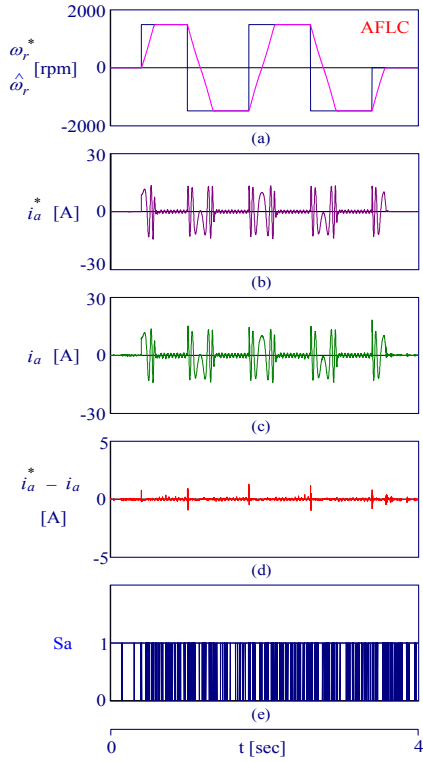 2000
AFLC
ω_r^*
\hat{ω}_r [rpm]
0
-2000
(a)
30
i_a^* [A]
0
-30
(b)
30
i_a [A]
0
-30
(c)
5
i_a^* – i_a
0
[A]
-5
(d)
Sa
1
0
(e)
0
4
t [sec]